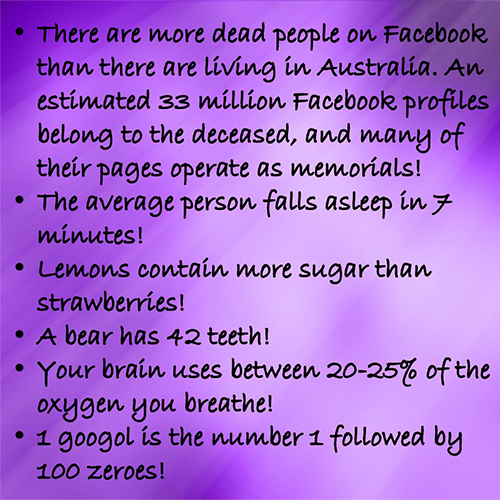 • There are more dead people on Facebook
than there are living in Australia. An
estimated 33 million Facebook profiles
belong to the deceased, and many of
their pages operate as memorials!
• The average person falls asleep in 7
minutes!
• Lemons contain more sugar than
strawberries!
• A bear has 42 teeth!
• Your brain uses between 20-25% of the
oxygen you breathe!
• 1 googol is the number 1 followed by
100 zeroes!